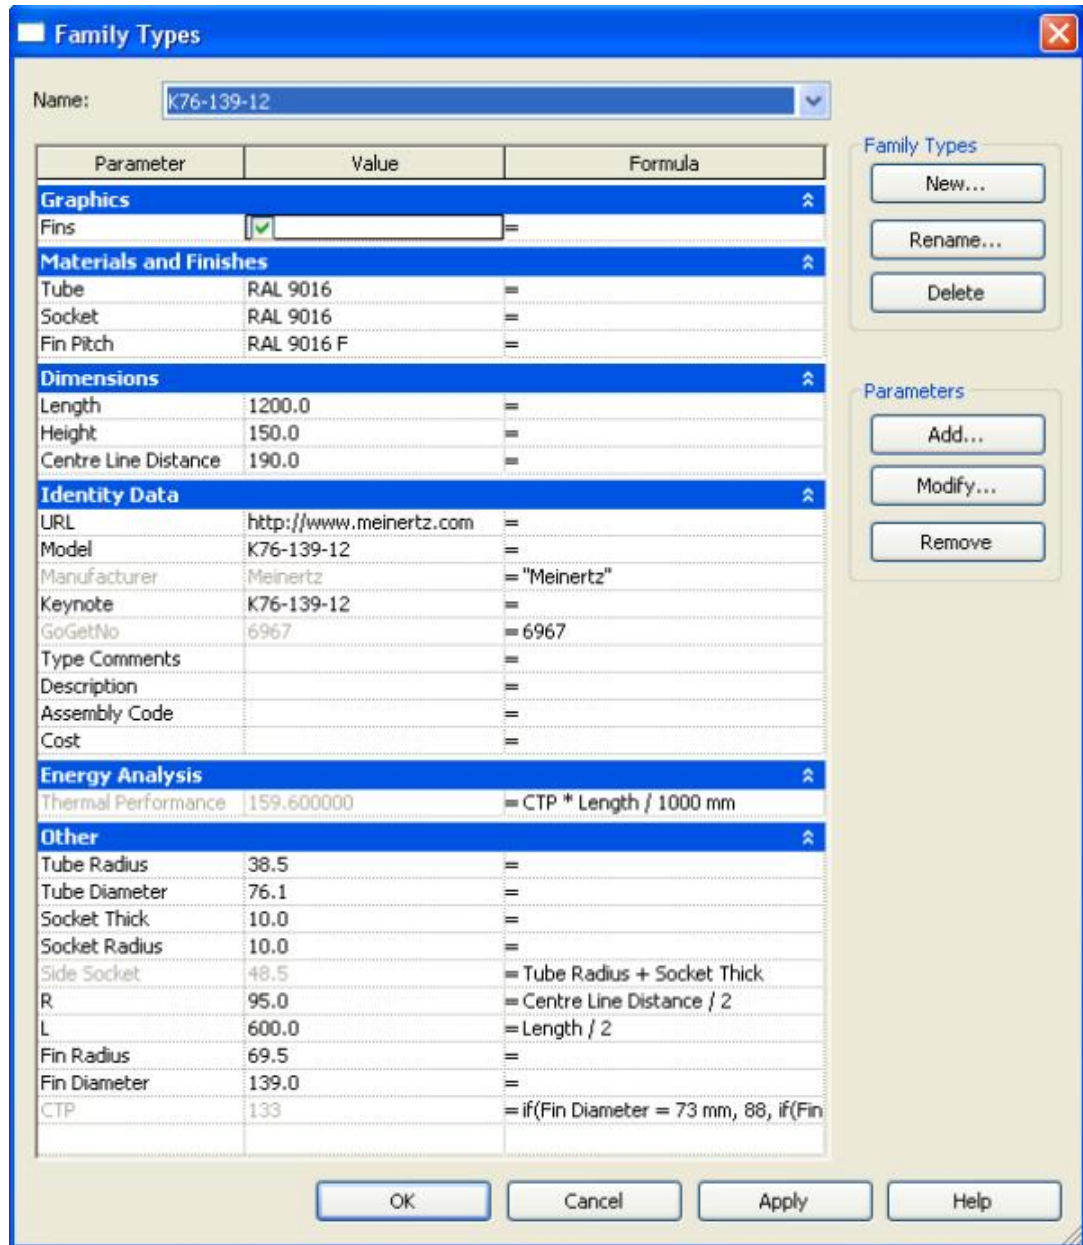 Family Types
Name: K76-139-12
Parameter Value Formula
Graphics
Fins =
Materials and Finishes
Tube RAL 9016 =
Socket RAL 9016 =
Fin Pitch RAL 9016 F =
Dimensions
Length 1200.0 =
Height 150.0 =
Centre Line Distance 190.0 =
Identity Data
URL http://www.meinertz.com =
Model K76-139-12 =
Manufacturer Meinertz = "Meinertz"
Keynote K76-139-12 =
GoGetNo 6967 = 6967
Type Comments =
Description =
Assembly Code =
Cost =
Energy Analysis
Thermal Performance 159.600000 = CTP * Length / 1000 mm
Other
Tube Radius 38.5 =
Tube Diameter 76.1 =
Socket Thick 10.0 =
Socket Radius 10.0 =
Side Socket 48.5 = Tube Radius + Socket Thick
R 95.0 = Centre Line Distance / 2
L 600.0 = Length / 2
Fin Radius 69.5 =
Fin Diameter 139.0 =
CTP 133 = if(Fin Diameter = 73 mm, 88, if(Fin
Family Types
New...
Rename...
Delete
Parameters
Add...
Modify...
Remove
OK Cancel Apply Help